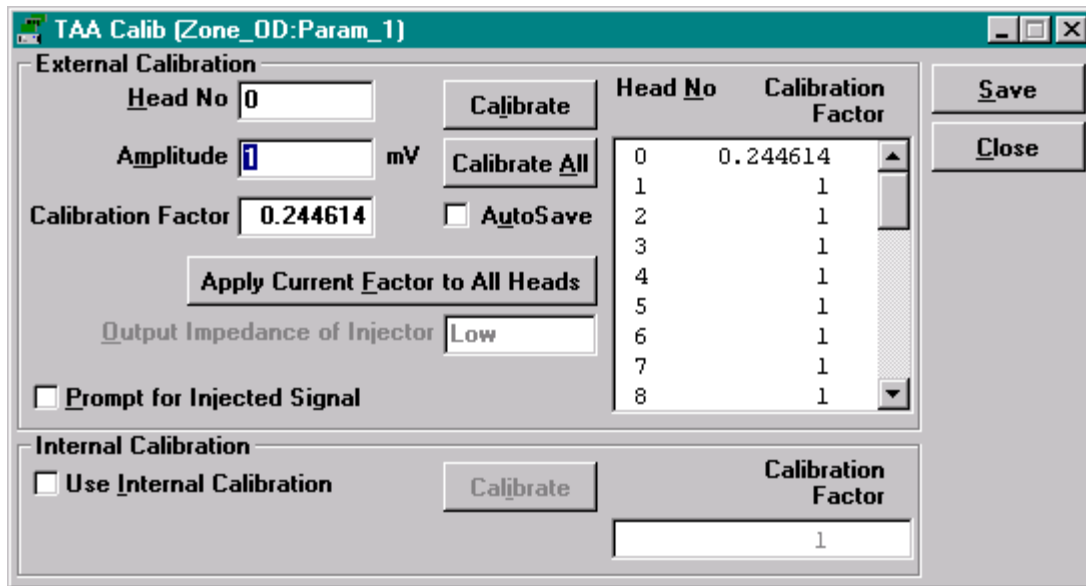 TAA Calib (Zone_OD:Param_1)
External Calibration
Head No 0
Calibrate
Amplitude 1 mV
Calibrate All
Calibration Factor 0.244614
AutoSave
Apply Current Factor to All Heads
Output Impedance of Injector Low
Prompt for Injected Signal
Head No Calibration Factor
0 0.244614
1 1
2 1
3 1
4 1
5 1
6 1
7 1
8 1
Save
Close
Internal Calibration
Use Internal Calibration
Calibrate
Calibration
Factor
1